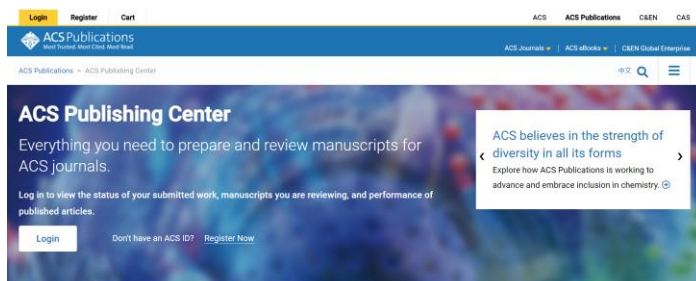 Login Register Cart ACS ACS Publications C&EN CAS
ACS Publications
Most Trusted. Most Cited. Most Read.
ACS Journals ACS eBooks C&EN Global Enterprise
ACS Publications > ACS Publishing Center 中文
ACS Publishing Center
Everything you need to prepare and review manuscripts for
ACS journals.
Log in to view the status of your submitted work, manuscripts you are reviewing, and performance of
published articles.
Login Don't have an ACS ID? Register Now
ACS believes in the strength of
diversity in all its forms
Explore how ACS Publications is working to
advance and embrace inclusion in chemistry.